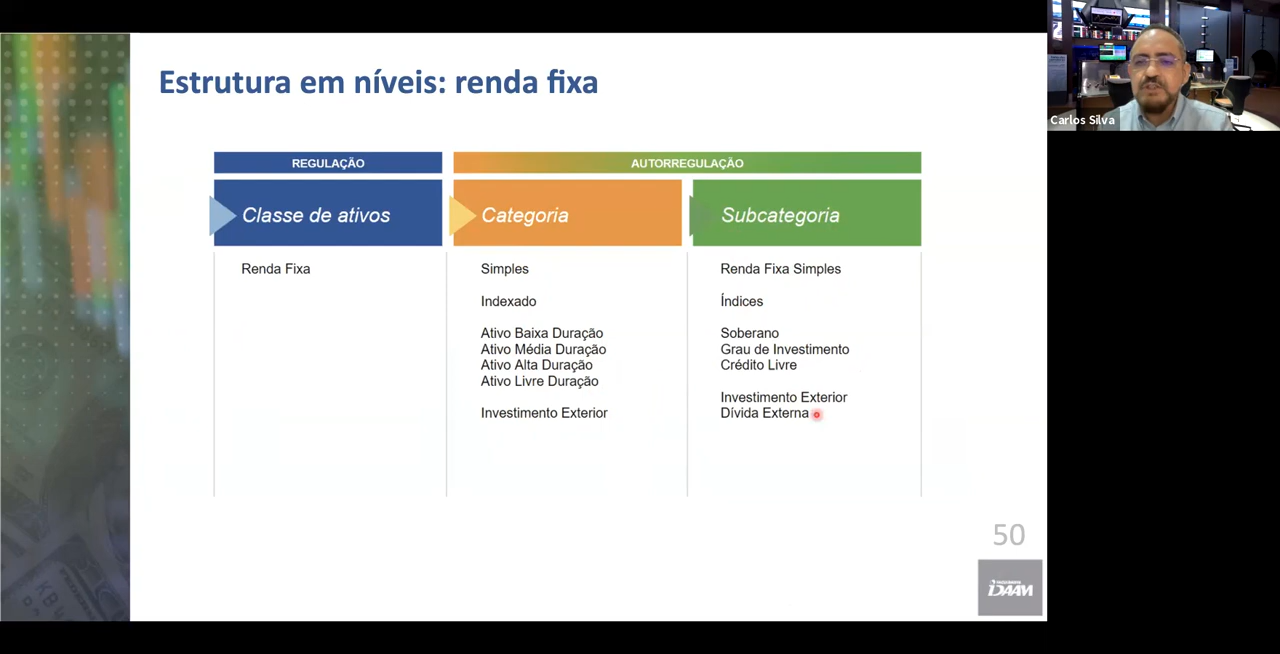 Estrutura em níveis: renda fixa
Carlos Silva
REGULAÇÃO
AUTORREGULAÇÃO
Classe de ativos
Categoria
Subcategoria
Renda Fixa
Simples
Indexado
Ativo Baixa Duração
Ativo Média Duração
Ativo Alta Duração
Ativo Livre Duração
Investimento Exterior
Renda Fixa Simples
Índices
Soberano
Grau de Investimento
Crédito Livre
Investimento Exterior
Dívida Externa
50